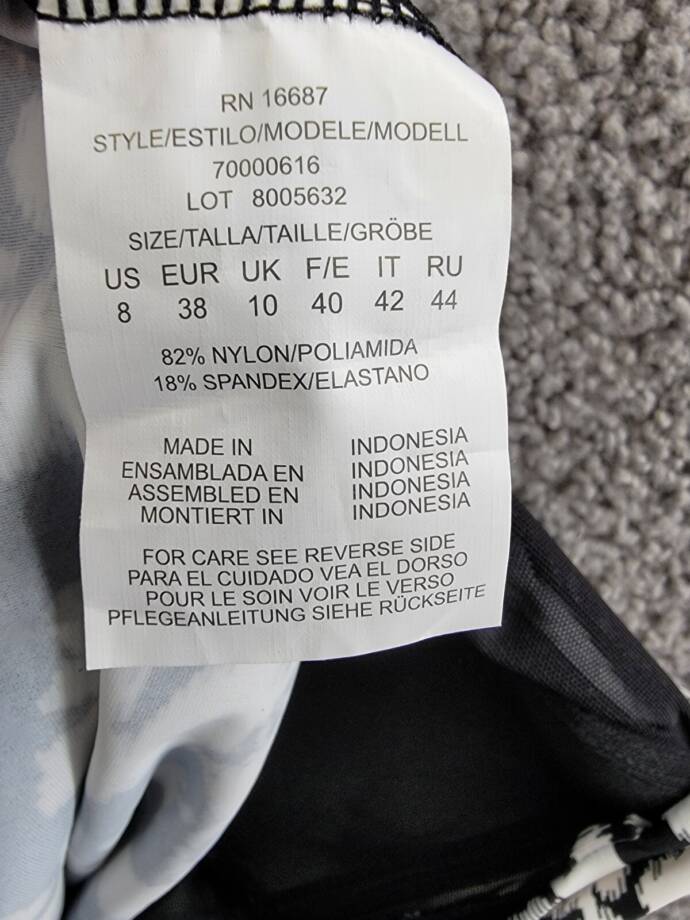 RN 16687
STYLE/ESTILO/MODELE/MODELL
70000616
LOT 8005632
SIZE/TALLA/TAILLE/GRÖBE
US EUR UK F/E IT RU
8 38 10 40 42 44
82% NYLON/POLIAMIDA
18% SPANDEX/ELASTANO
MADE IN INDONESIA
ENSAMBLADA EN INDONESIA
ASSEMBLED EN INDONESIA
MONTIERT IN INDONESIA
FOR CARE SEE REVERSE SIDE
PARA EL CUIDADO VEA EL DORSO
POUR LE SOIN VOIR LE VERSO
PFLEGEANLEITUNG SIEHE RÜCKSEITE